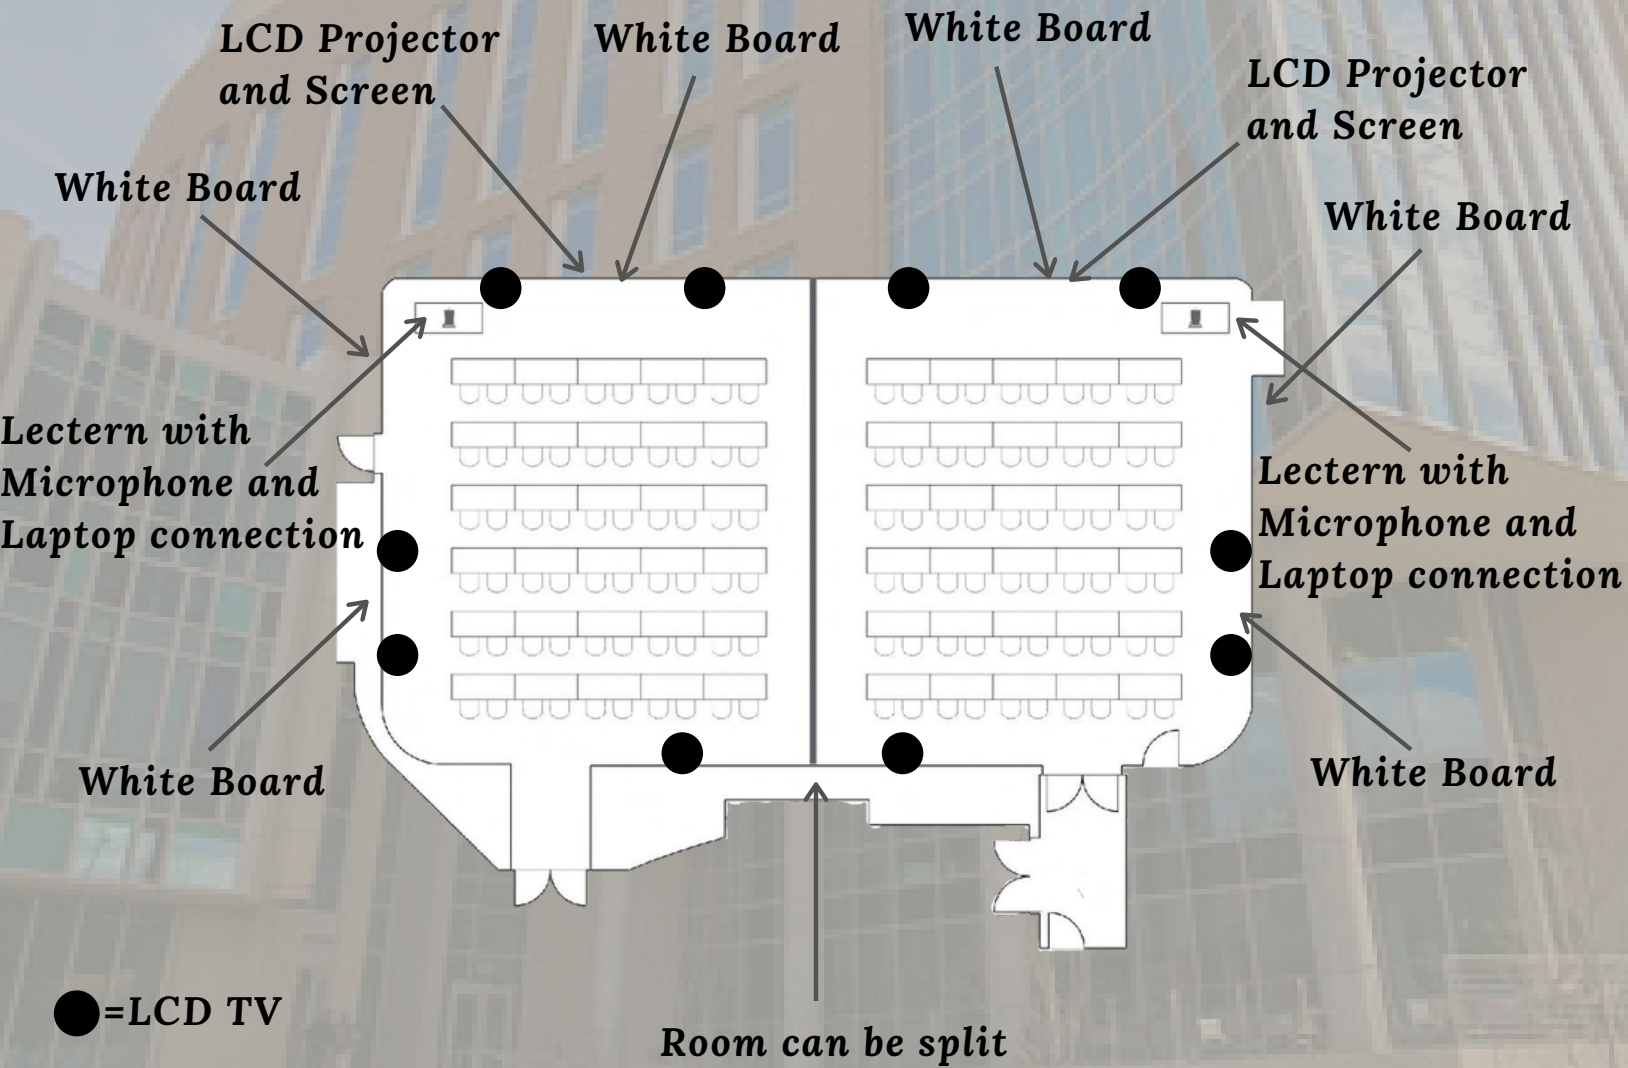 LCD Projector
and Screen
White Board
White Board
LCD Projector
and Screen
White Board
White Board
Lectern with
Microphone and
Laptop connection
Lectern with
Microphone and
Laptop connection
White Board
White Board
=LCD TV
Room can be split